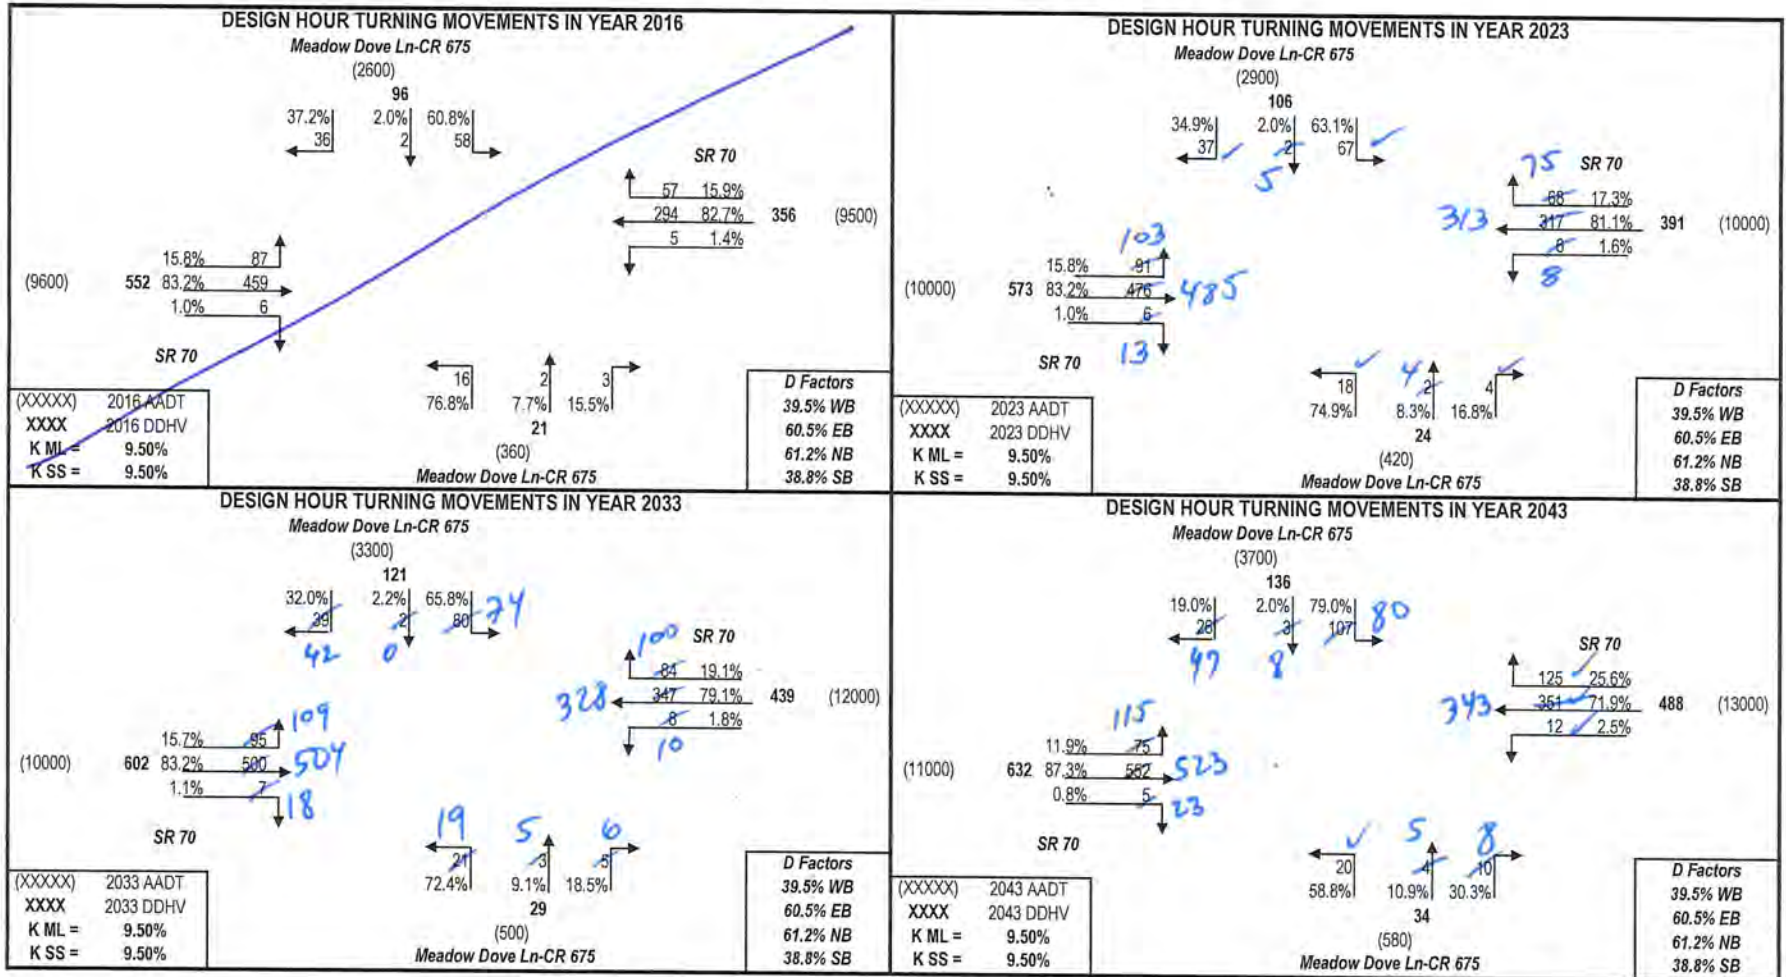 DESIGN HOUR TURNING MOVEMENTS IN YEAR 2016
Meadow Dove Ln-CR 675
(2600)
96
37.2% 2.0% 60.8%
36 2 58
SR 70
57 15.9%
294 82.7% 356 (9500)
5 1.4%
15.8% 87
(9600) 552 83.2% 459
1.0% 6
SR 70
16 2 3
76.8% 7.7% 15.5%
21
(360)
Meadow Dove Ln-CR 675
(XXXXX) 2016 AADT
XXXX 2016 DDHV
K ML = 9.50%
K SS = 9.50%
D Factors
39.5% WB
60.5% EB
61.2% NB
38.8% SB
DESIGN HOUR TURNING MOVEMENTS IN YEAR 2023
Meadow Dove Ln-CR 675
(2900)
106
34.9% 2.0% 63.1%
37 2 67
5
75 SR 70
68 17.3%
313 317 81.1% 391 (10000)
6 1.6%
8
103
15.8% 91
(10000) 573 83.2% 476 485
1.0% 6
13
SR 70
4
18 2 4
74.9% 8.3% 16.8%
24
(420)
Meadow Dove Ln-CR 675
(XXXXX) 2023 AADT
XXXX 2023 DDHV
K ML = 9.50%
K SS = 9.50%
D Factors
39.5% WB
60.5% EB
61.2% NB
38.8% SB
DESIGN HOUR TURNING MOVEMENTS IN YEAR 2033
Meadow Dove Ln-CR 675
(3300)
121
32.0% 2.2% 65.8%
39 2 80 74
42 0
100 SR 70
84 19.1%
328 347 79.1% 439 (12000)
8 1.8%
10
15.7% 95 109
(10000) 602 83.2% 500 504
1.1% 7
18
SR 70
19 5 6
21 3 5
72.4% 9.1% 18.5%
29
(500)
Meadow Dove Ln-CR 675
(XXXXX) 2033 AADT
XXXX 2033 DDHV
K ML = 9.50%
K SS = 9.50%
D Factors
39.5% WB
60.5% EB
61.2% NB
38.8% SB
DESIGN HOUR TURNING MOVEMENTS IN YEAR 2043
Meadow Dove Ln-CR 675
(3700)
136
19.0% 2.0% 79.0%
26 3 107 80
47 8
SR 70
125 25.6%
343 351 71.9% 488 (13000)
12 2.5%
115
11.9% 75
(11000) 632 87.3% 552 523
0.8% 5 23
SR 70
5 8
20 4 10
58.8% 10.9% 30.3%
34
(580)
Meadow Dove Ln-CR 675
(XXXXX) 2043 AADT
XXXX 2043 DDHV
K ML = 9.50%
K SS = 9.50%
D Factors
39.5% WB
60.5% EB
61.2% NB
38.8% SB